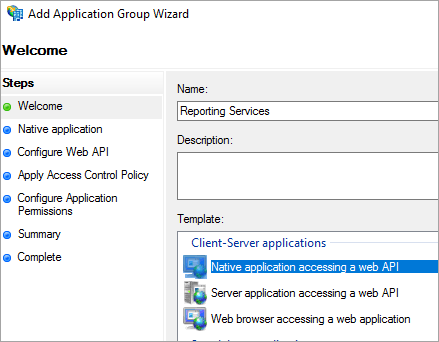 Add Application Group Wizard
Welcome
Steps
Welcome
Native application
Configure Web API
Apply Access Control Policy
Configure Application
Permissions
Summary
Complete
Name:
Reporting Services
Description:
Template:
Client-Server applications
Native application accessing a web API
Server application accessing a web API
Web browser accessing a web application